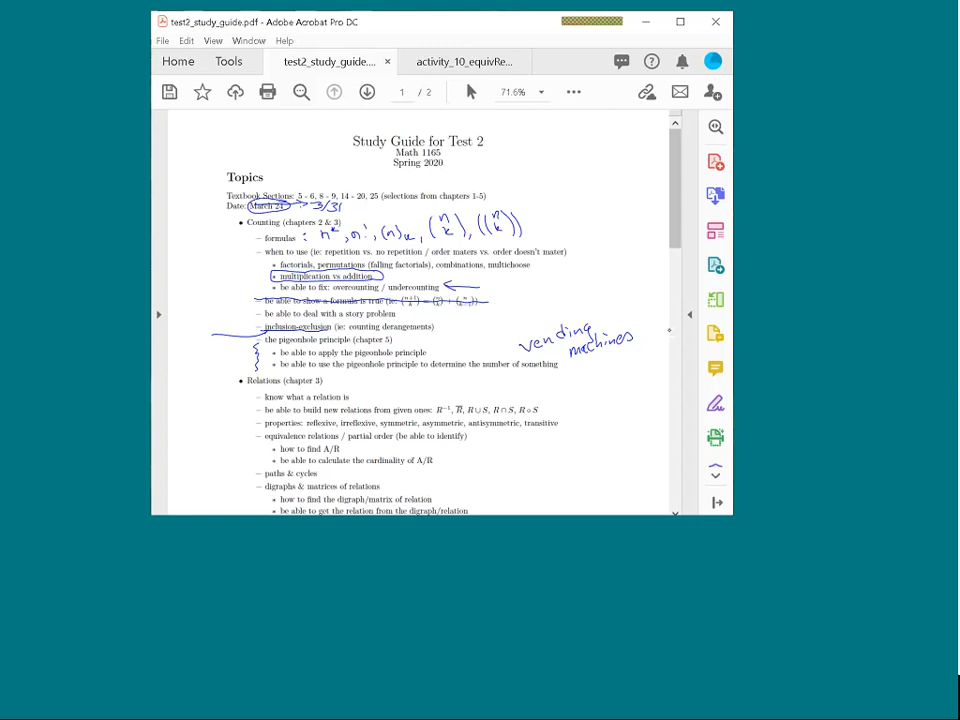 test2_study_guide.pdf - Adobe Acrobat Pro DC
File Edit View Window Help
Home Tools test2_study_guide.... × activity_10_equivRe...
1 / 2 71.6%
Study Guide for Test 2
Math 1165
Spring 2020
Topics
Textbook Sections: 5 - 6, 8 - 9, 14 - 20, 25 (selections from chapters 1-5)
Date: March 24 3/31
• Counting (chapters 2 & 3)
– formulas : n^k, n!, (n)_k, (n k), ((n k))
– when to use (ie: repetition vs. no repetition / order maters vs. order doesn't mater)
∗ factorials, permutations (falling factorials), combinations, multichoose
∗ multiplication vs addition
∗ be able to fix: overcounting / undercounting
– be able to show a formula is true (ie:
– be able to deal with a story problem
– inclusion-exclusion (ie: counting derangements)
– the pigeonhole principle (chapter 5)
vending machines
∗ be able to apply the pigeonhole principle
∗ be able to use the pigeonhole principle to determine the number of something
• Relations (chapter 3)
– know what a relation is
– be able to build new relations from given ones: R⁻¹, R̅, R ∪ S, R ∩ S, R ∘ S
– properties: reflexive, irreflexive, symmetric, asymmetric, antisymmetric, transitive
– equivalence relations / partial order (be able to identify)
∗ how to find A/R
∗ be able to calculate the cardinality of A/R
– paths & cycles
– digraphs & matrices of relations
∗ how to find the digraph/matrix of relation
∗ be able to get the relation from the digraph/relation